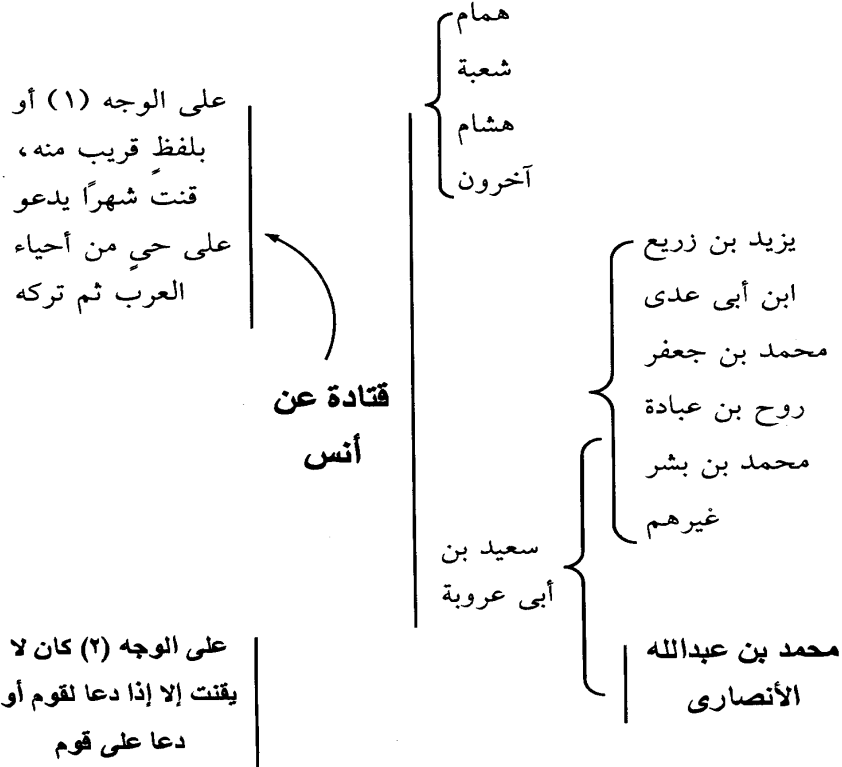 همام
شعبة
هشام
آخرون
يزيد بن زريع
ابن أبى عدى
محمد بن جعفر
روح بن عبادة
محمد بن بشر
غيرهم
سعيد بن
أبى عروبة
محمد بن عبدالله
الأنصارى
قتادة عن
أنس
على الوجه (١) أو
بلفظٍ قريب منه،
قنت شهرًا يدعو
على حيٍ من أحياء
العرب ثم تركه
على الوجه (٢) كان لا
يقنت إلا إذا دعا لقوم أو
دعا على قوم